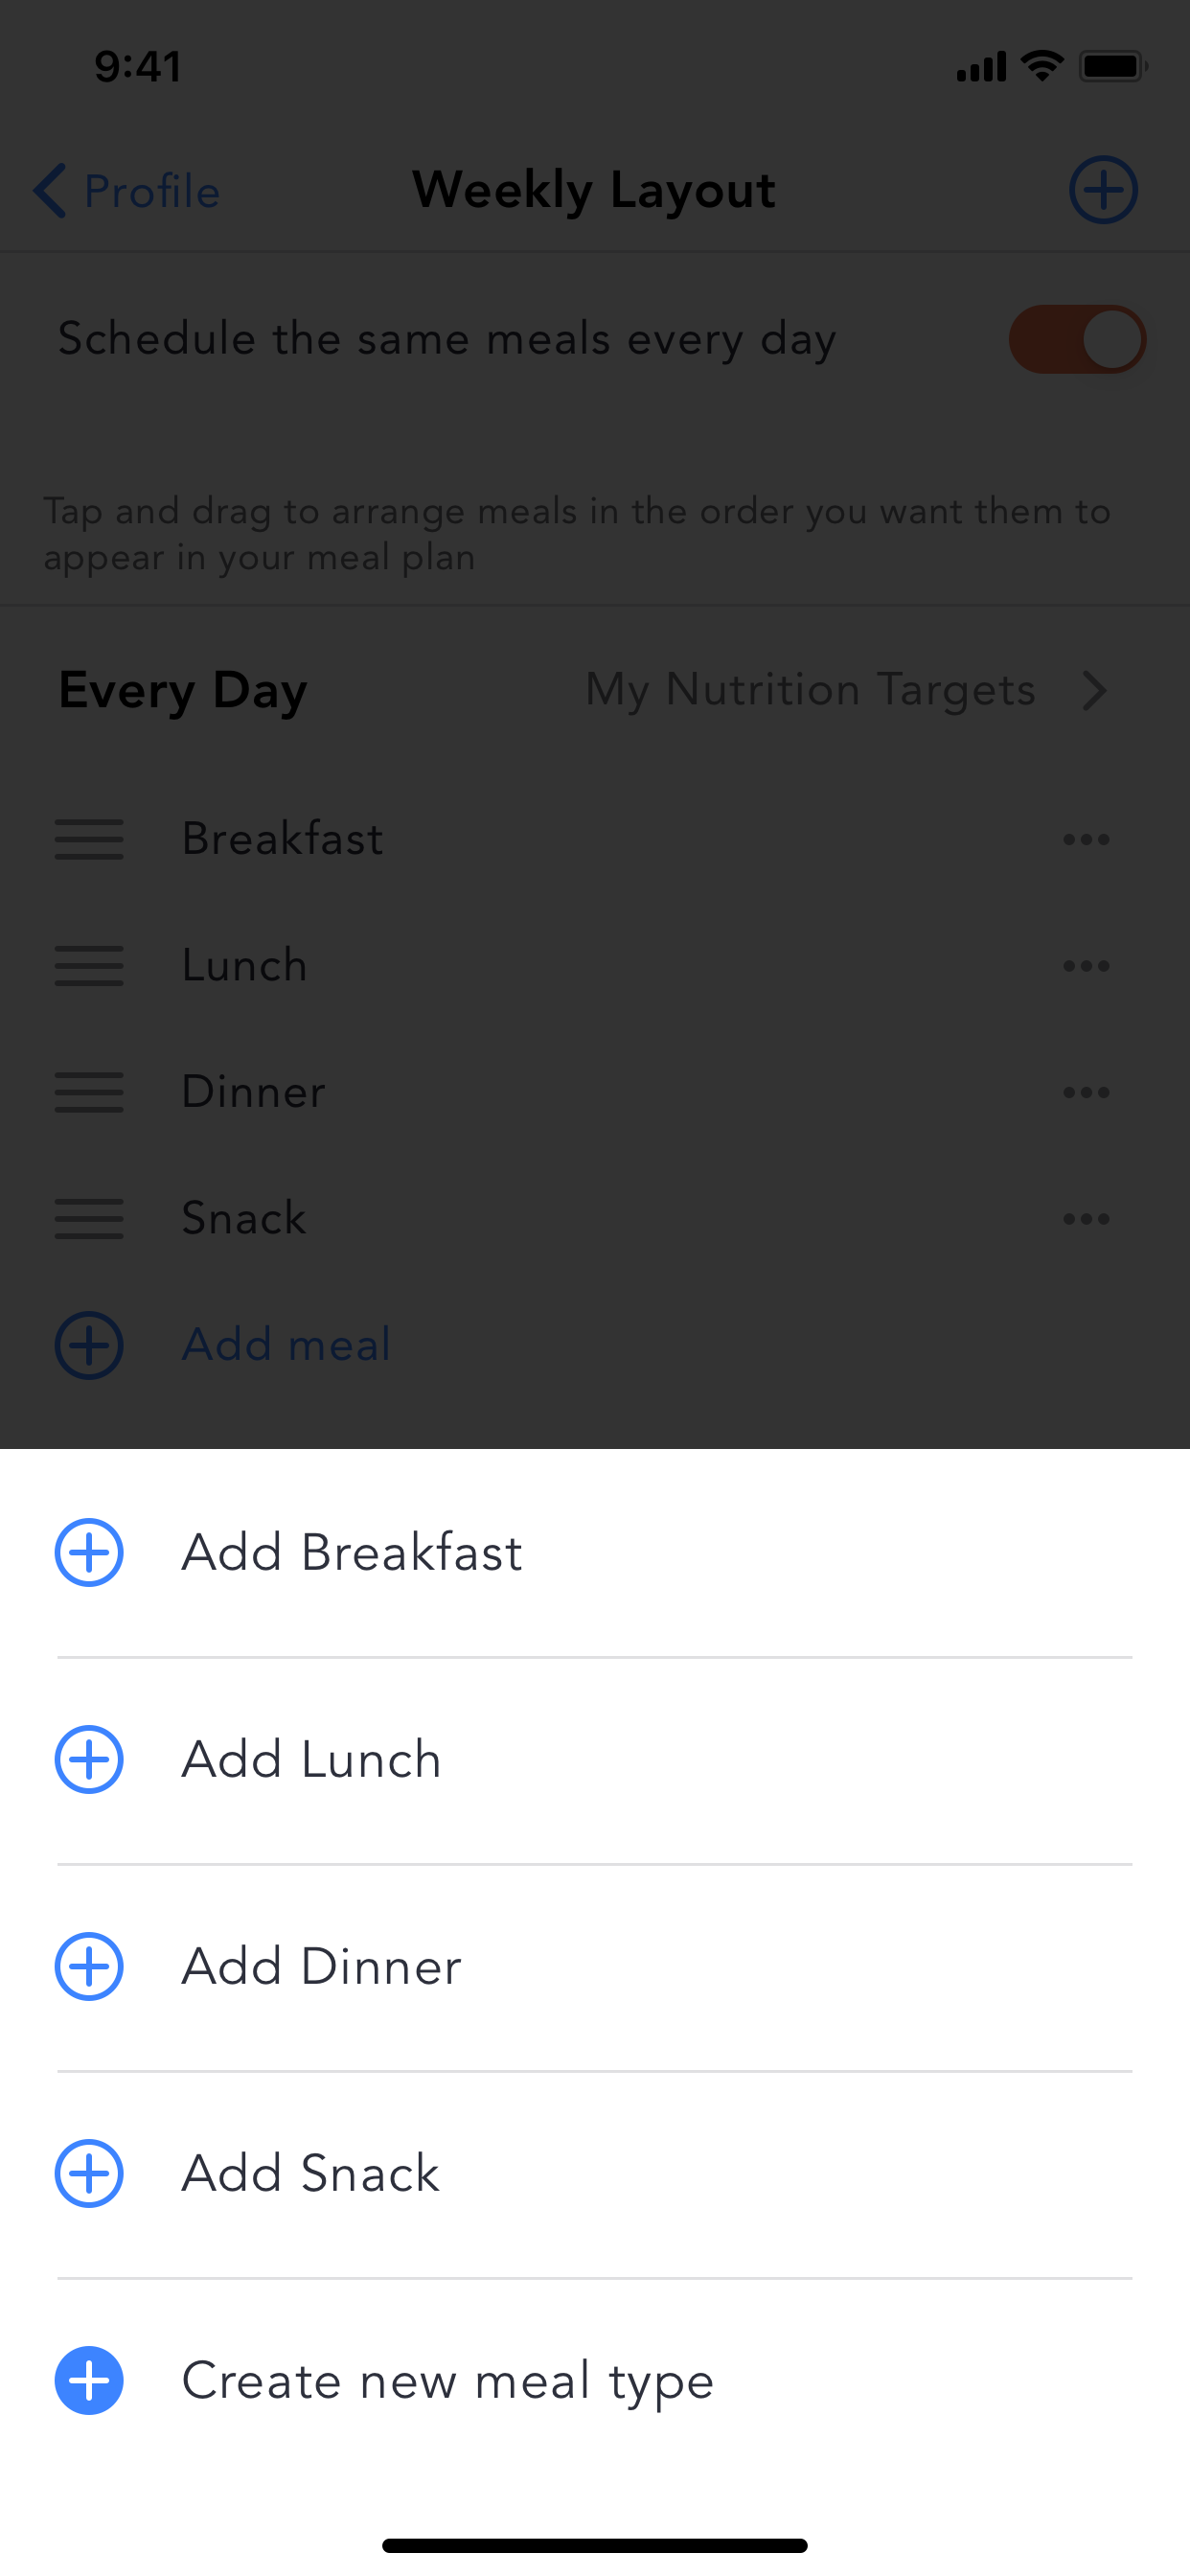 9:41
Profile
Weekly Layout
Schedule the same meals every day
Tap and drag to arrange meals in the order you want them to
appear in your meal plan
Every Day
My Nutrition Targets
Breakfast
Lunch
Dinner
Snack
Add meal
Add Breakfast
Add Lunch
Add Dinner
Add Snack
Create new meal type